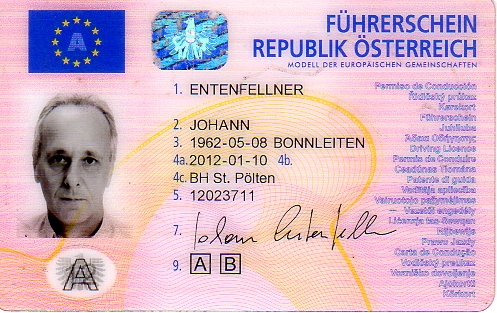 FÜHRERSCHEIN
REPUBLIK ÖSTERREICH
MODELL DER EUROPÄISCHEN GEMEINSCHAFTEN
A
1. ENTENFELLNER
2. JOHANN
3. 1962-05-08 BONNLEITEN
4a. 2012-01-10 4b.
4c. BH St. Pölten
5. 12023711
7. Johann Entenfellner
9. A B
A
Permiso de Conducción
Řidičský průkaz
Kørekort
Führerschein
Juhiluba
Άδεια Οδήγησης
Driving Licence
Permis de Conduire
Ceadúnas Tiomána
Patente di guida
Vadītāja apliecība
Vairuotojo pažymėjimas
Vezetői engedély
Liċenzja tas-Sewqan
Rijbewijs
Prawo Jazdy
Carta de Condução
Vodičský preukaz
Vozniško dovoljenje
Ajokortti
Körkort